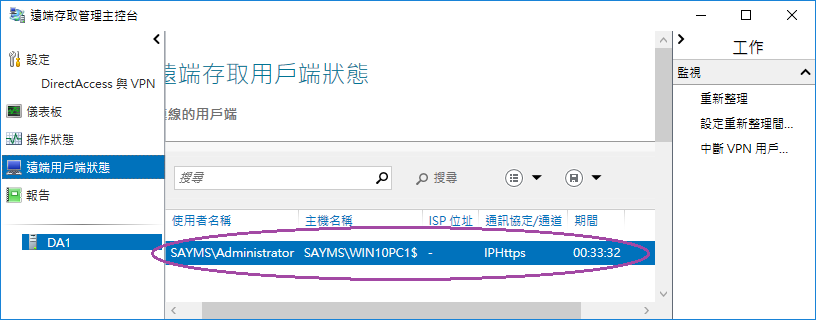 遠端存取管理主控台
設定
DirectAccess 與 VPN
儀表板
操作狀態
遠端用戶端狀態
報告
DA1
遠端存取用戶端狀態
線的用戶端
搜尋
搜尋
使用者名稱 主機名稱 ISP 位址 通訊協定/通道 期間
SAYMS\Administrator SAYMS\WIN10PC1$ - IPHttps 00:33:32
工作
監視
重新整理
設定重新整理間...
中斷 VPN 用戶...